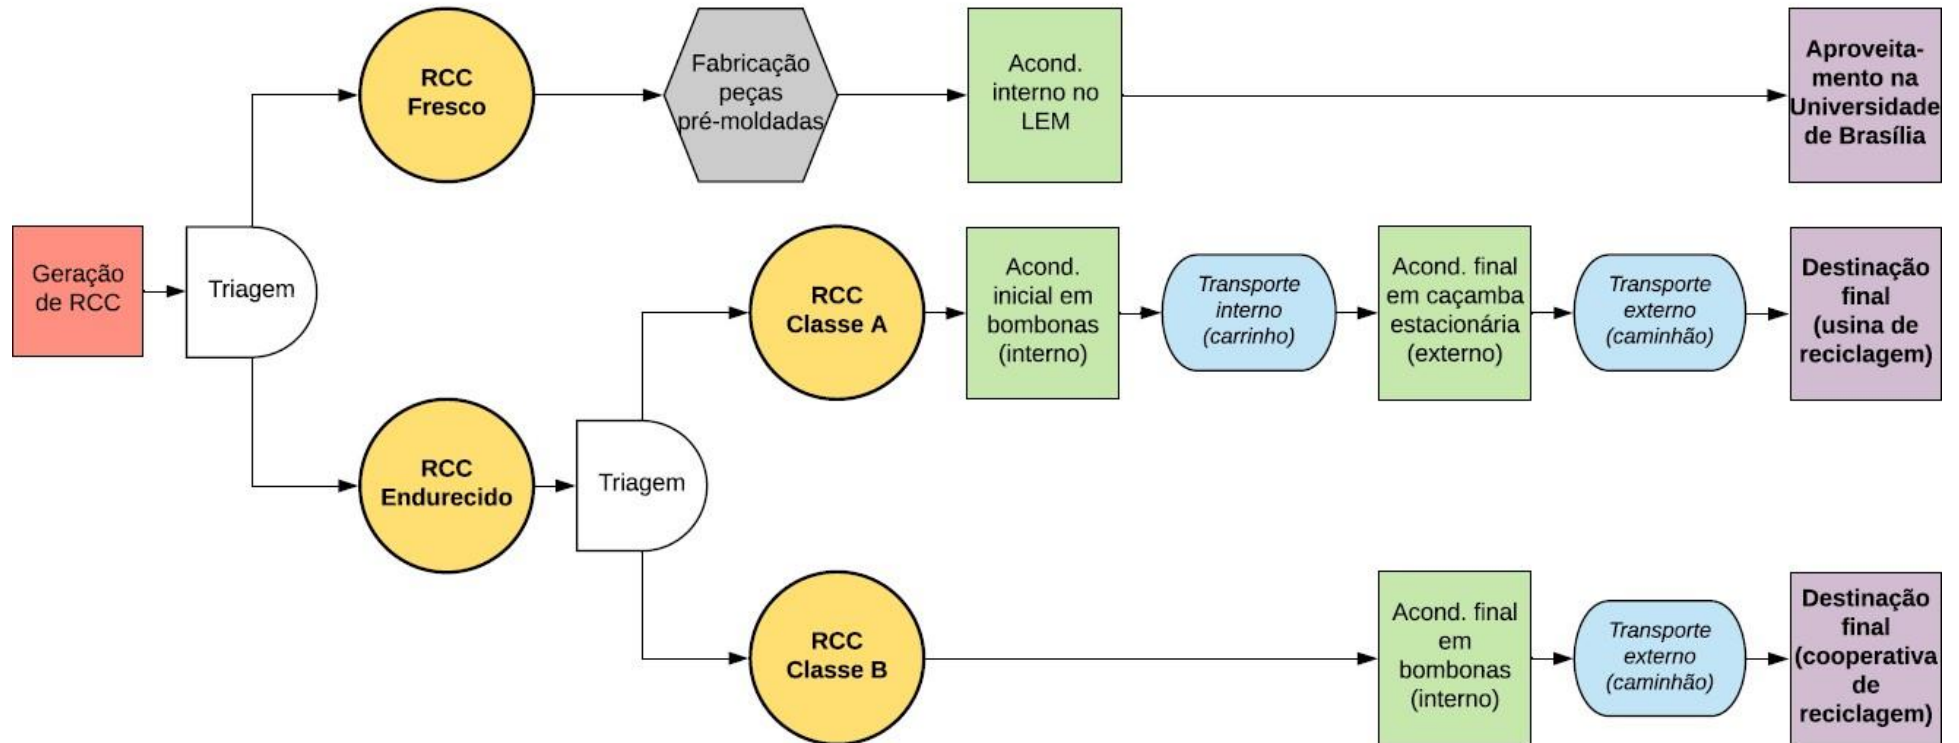 RCC
Fresco
Fabricação
peças
pré-moldadas
Acond.
interno no
LEM
Aproveita-
mento na
Universidade
de Brasília
Geração
de RCC
Triagem
RCC
Classe A
Acond.
inicial em
bombonas
(interno)
Transporte
interno
(carrinho)
Acond. final
em caçamba
estacionária
(externo)
Transporte
externo
(caminhão)
Destinação
final
(usina de
reciclagem)
RCC
Endurecido
Triagem
RCC
Classe B
Acond. final
em
bombonas
(interno)
Transporte
externo
(caminhão)
Destinação
final
(cooperativa
de
reciclagem)